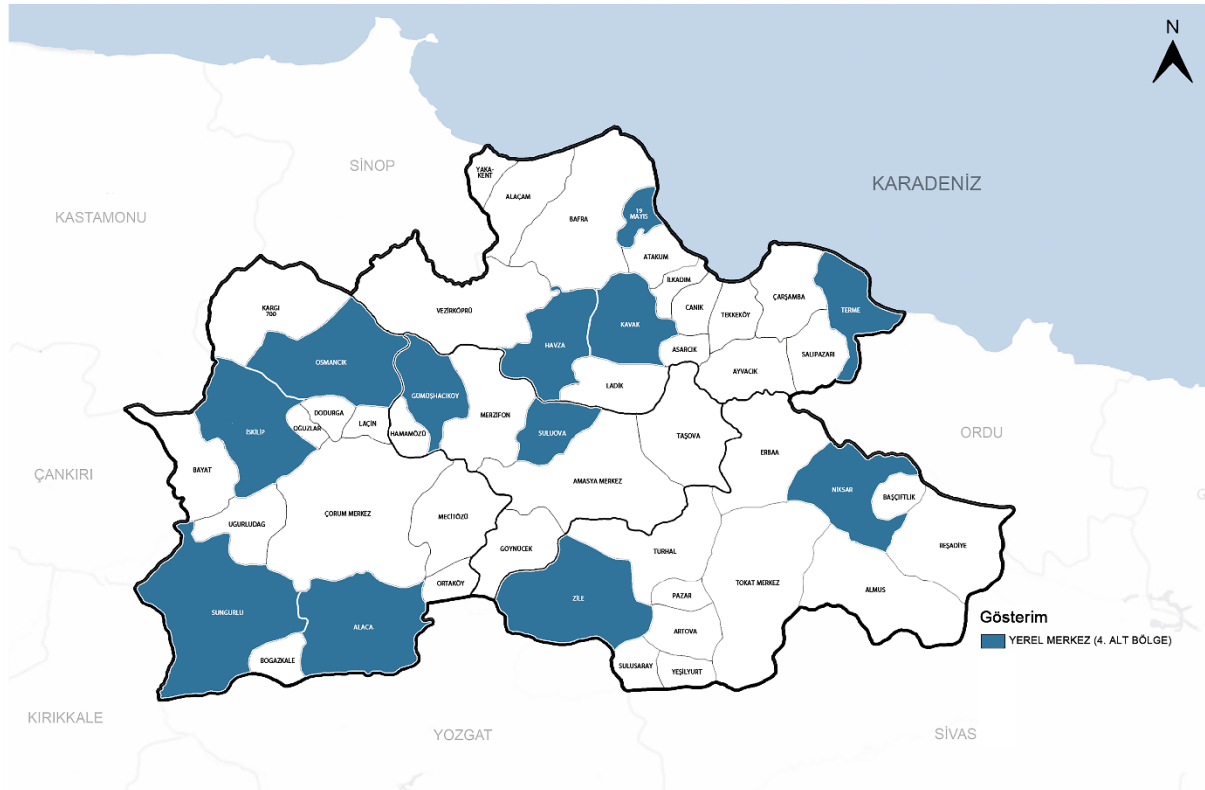 N
SİNOP
KARADENİZ
KASTAMONU
YAKA-
KENT
ALAÇAM
BAFRA
19
MAYIS
ATAKUM
İLKADIM
CANIK
TEKKEKÖY
ÇARŞAMBA
TERME
KARGI
700
VEZİRKÖPRÜ
HAVZA
KAVAK
ASARCIK
SALIPAZARI
AYVACIK
OSMANCIK
GÜMÜŞHACIKÖY
MERZİFON
LADİK
DODURGA
OĞUZLAR
LAÇİN
HAMAMÖZÜ
SULUOVA
TAŞOVA
İSKİLİP
BAYAT
ERBAA
ORDU
ÇANKIRI
AMASYA MERKEZ
NİKSAR
BAŞÇİFTLİK
UGURLUDAG
ÇORUM MERKEZ
MECİTÖZÜ
GOYNÜCEK
TURHAL
REŞADİYE
ORTAKÖY
TOKAT MERKEZ
ALMUS
ZİLE
PAZAR
SUNGURLU
ALACA
ARTOVA
Gösterim
YEREL MERKEZ (4. ALT BÖLGE)
BOGAZKALE
SULUSARAY
YEŞİLYURT
KIRIKKALE
YOZGAT
SİVAS